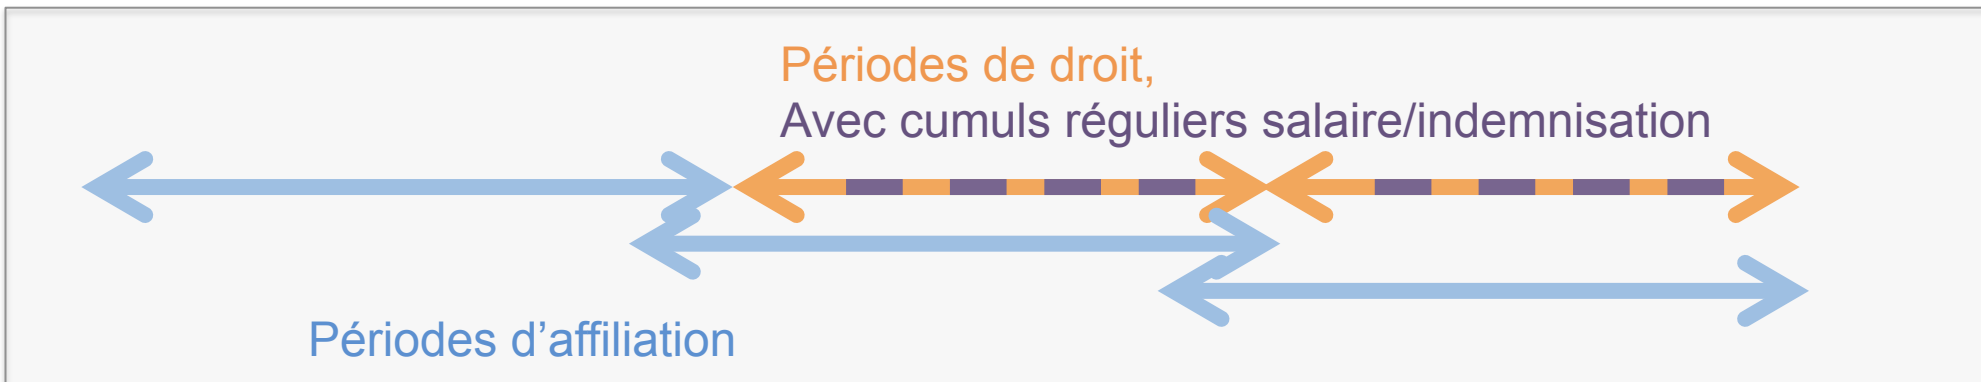 Périodes de droit,
Avec cumuls réguliers salaire/indemnisation
Périodes d’affiliation